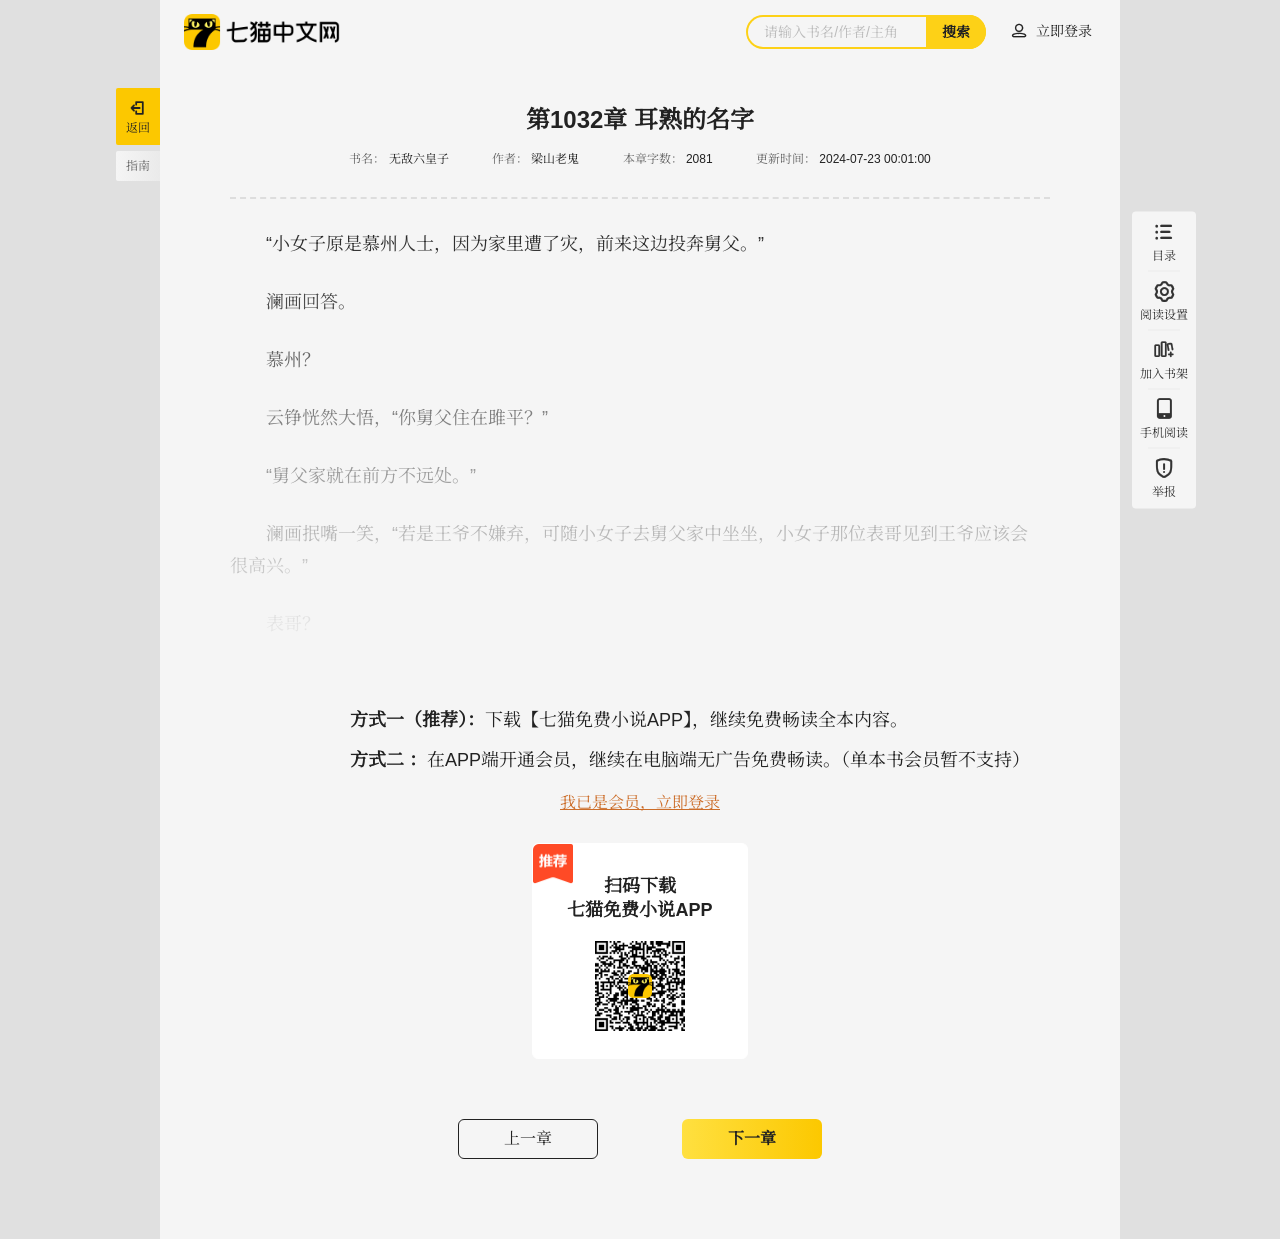 七猫中文网
请输入书名/作者/主角
搜索
立即登录
返回
指南
第1032章 耳熟的名字
书名： 无敌六皇子 作者： 梁山老鬼 本章字数： 2081 更新时间： 2024-07-23 00:01:00
“小女子原是慕州人士，因为家里遭了灾，前来这边投奔舅父。”
澜画回答。
慕州？
云铮恍然大悟，“你舅父住在雎平？”
“舅父家就在前方不远处。”
澜画抿嘴一笑，“若是王爷不嫌弃，可随小女子去舅父家中坐坐，小女子那位表哥见到王爷应该会
很高兴。”
表哥？
目录
阅读设置
加入书架
手机阅读
举报
方式一（推荐）：下载【七猫免费小说APP】，继续免费畅读全本内容。
方式二 ：在APP端开通会员，继续在电脑端无广告免费畅读。（单本书会员暂不支持）
我已是会员，立即登录
推荐
扫码下载
七猫免费小说APP
上一章
下一章